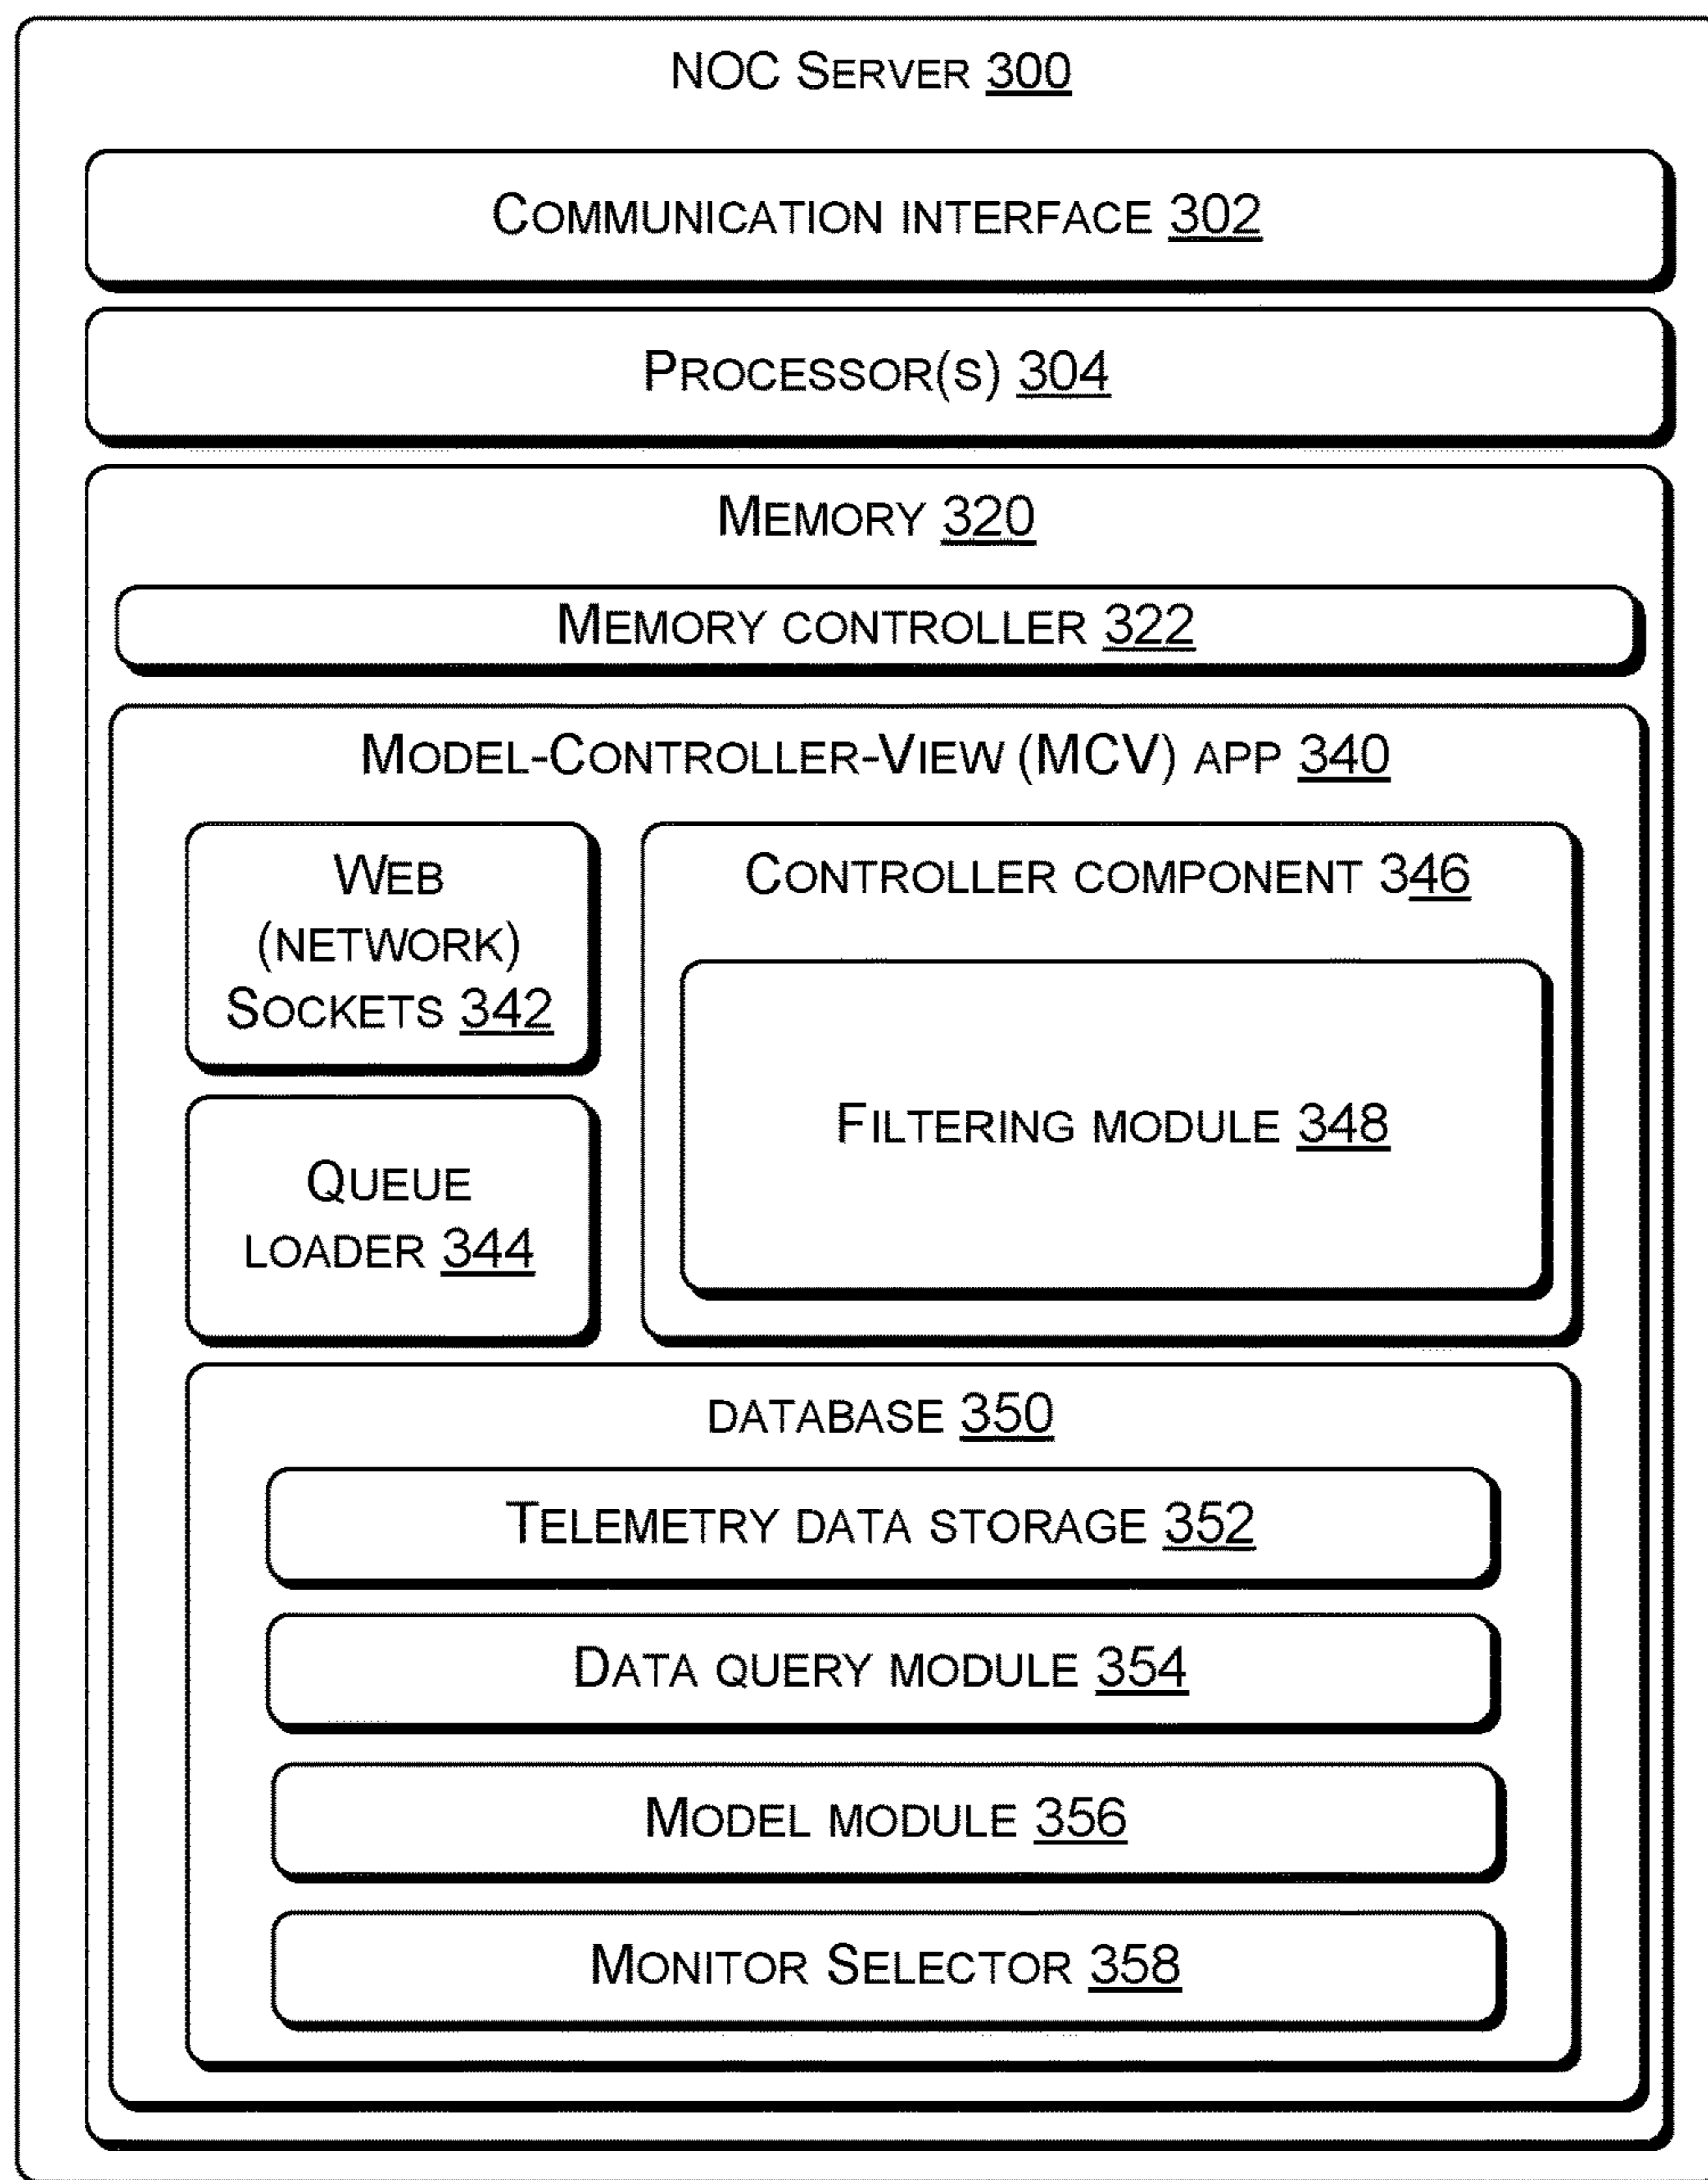 NOC SERVER 300
COMMUNICATION INTERFACE 302
PROCESSOR(S) 304
MEMORY 320
MEMORY CONTROLLER 322
MODEL-CONTROLLER-VIEW (MCV) APP 340
WEB
(NETWORK)
SOCKETS 342
QUEUE
LOADER 344
CONTROLLER COMPONENT 346
FILTERING MODULE 348
DATABASE 350
TELEMETRY DATA STORAGE 352
DATA QUERY MODULE 354
MODEL MODULE 356
MONITOR SELECTOR 358